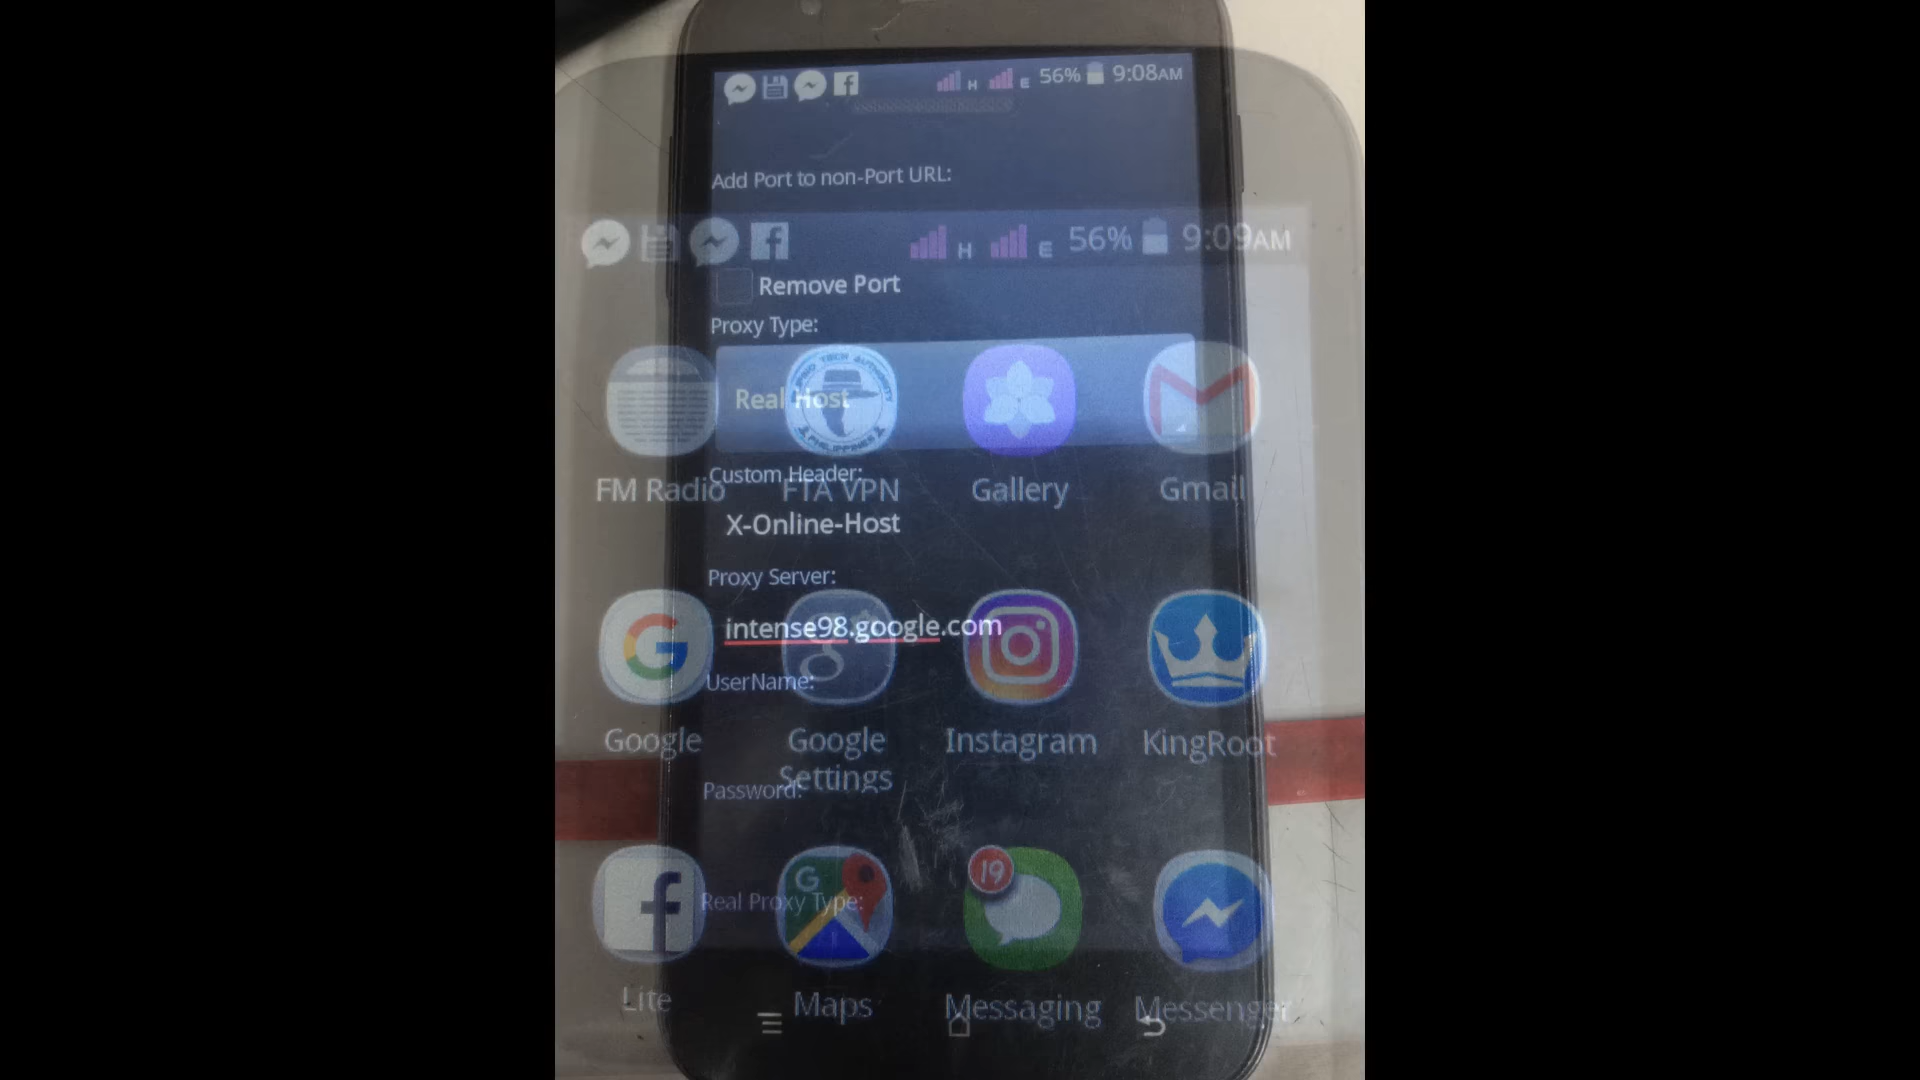 56% 9:08AM
Add Port to non-Port URL:
H E 56% 9:09AM
Remove Port
Proxy Type:
Real Host
PHILIPPINES
FM Radio FTA VPN Gallery Gmail
Custom Header:
X-Online-Host
Proxy Server:
intense98.google.com
UserName:
Google Google Settings Instagram KingRoot
Password:
19
Real Proxy Type:
Lite Maps Messaging Messenger